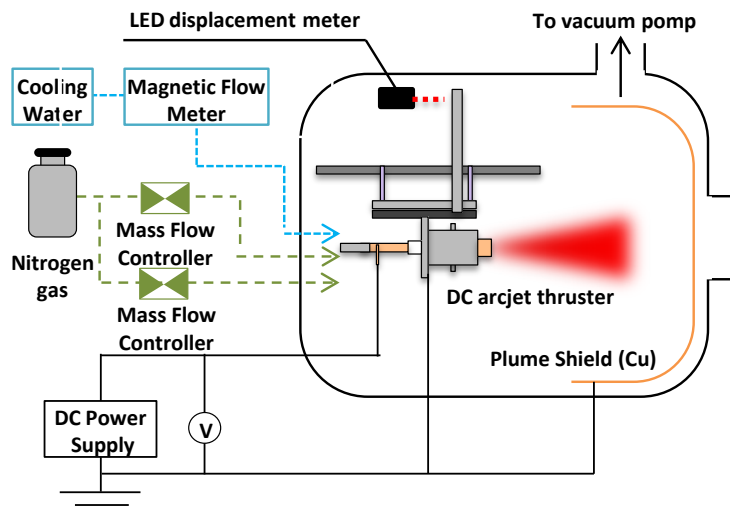 LED displacement meter
To vacuum pomp
Cooling
Water
Magnetic Flow
Meter
Mass Flow
Controller
Nitrogen
gas
Mass Flow
Controller
DC arcjet thruster
Plume Shield (Cu)
DC Power
Supply
V